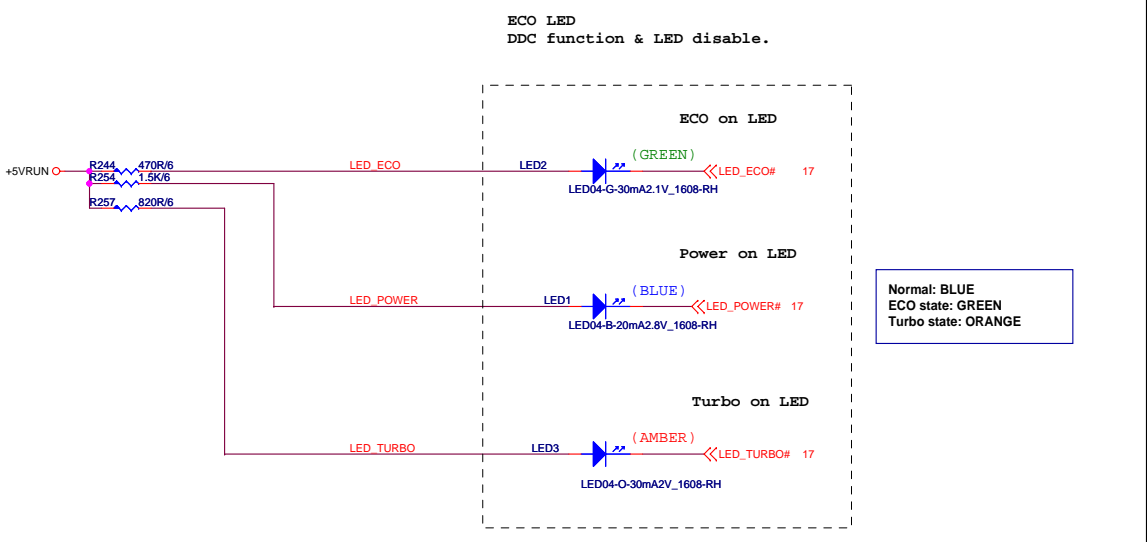 ECO LED
DDC function & LED disable.
ECO on LED
(GREEN)
+5VRUN
R244 470R/6
LED_ECO
LED2
LED_ECO# 17
R254 1.5K/6
LED04-G-30mA2.1V_1608-RH
R257 820R/6
Power on LED
(BLUE)
LED_POWER
LED1
LED_POWER# 17
LED04-B-20mA2.8V_1608-RH
Normal: BLUE
ECO state: GREEN
Turbo state: ORANGE
Turbo on LED
(AMBER)
LED_TURBO
LED3
LED_TURBO# 17
LED04-O-30mA2V_1608-RH